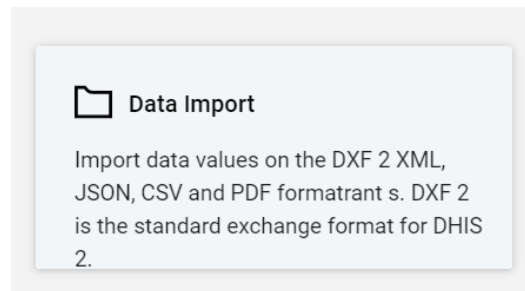 Data Import
Import data values on the DXF 2 XML,
JSON, CSV and PDF formatrant s. DXF 2
is the standard exchange format for DHIS
2.